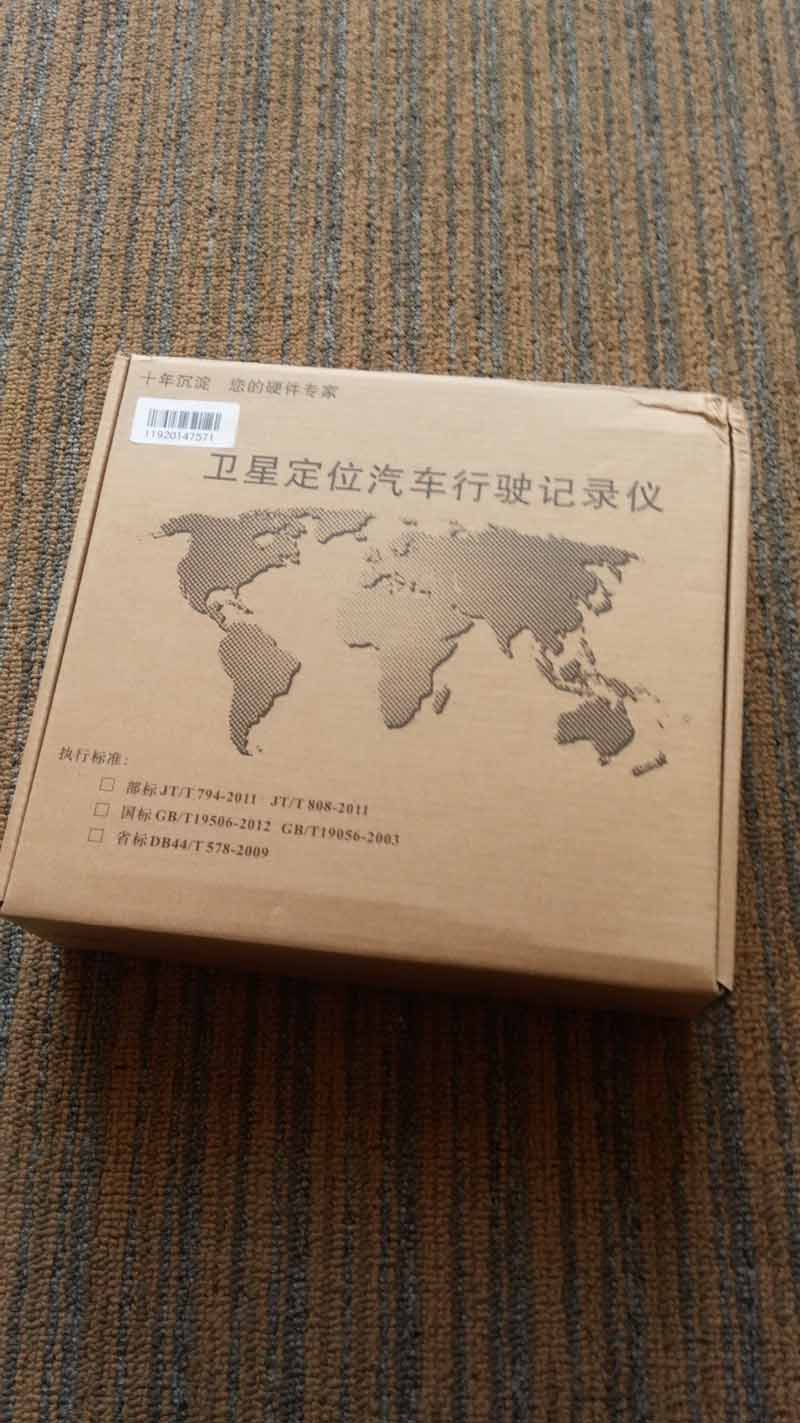 十年沉淀 您的硬件专家
11920147571
卫星定位汽车行驶记录仪
执行标准:
□ 部标JT/T 794-2011 JT/T 808-2011
□ 国标GB/T19506-2012 GB/T19056-2003
□ 省标DB44/T 578-2009